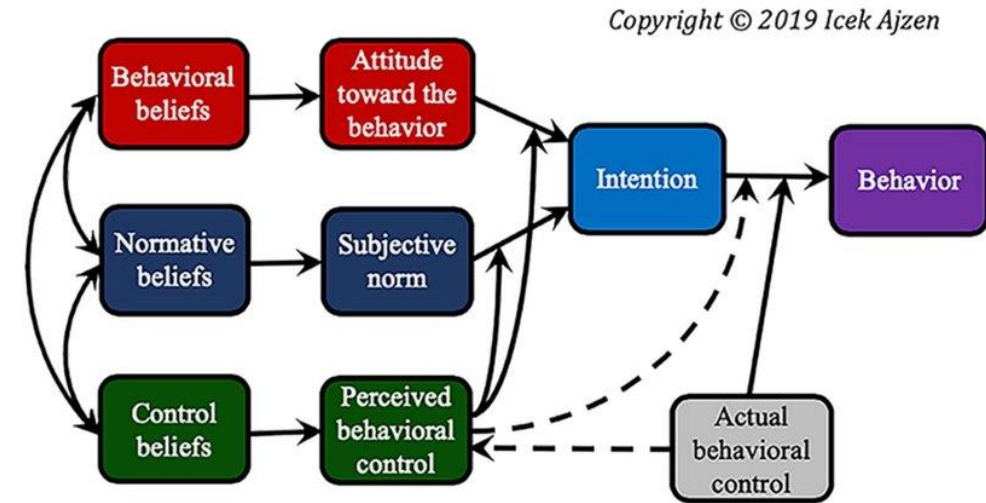 Copyright © 2019 Icek Ajzen
Behavioral
beliefs
Attitude
toward the
behavior
Intention
Behavior
Normative
beliefs
Subjective
norm
Control
beliefs
Perceived
behavioral
control
Actual
behavioral
control